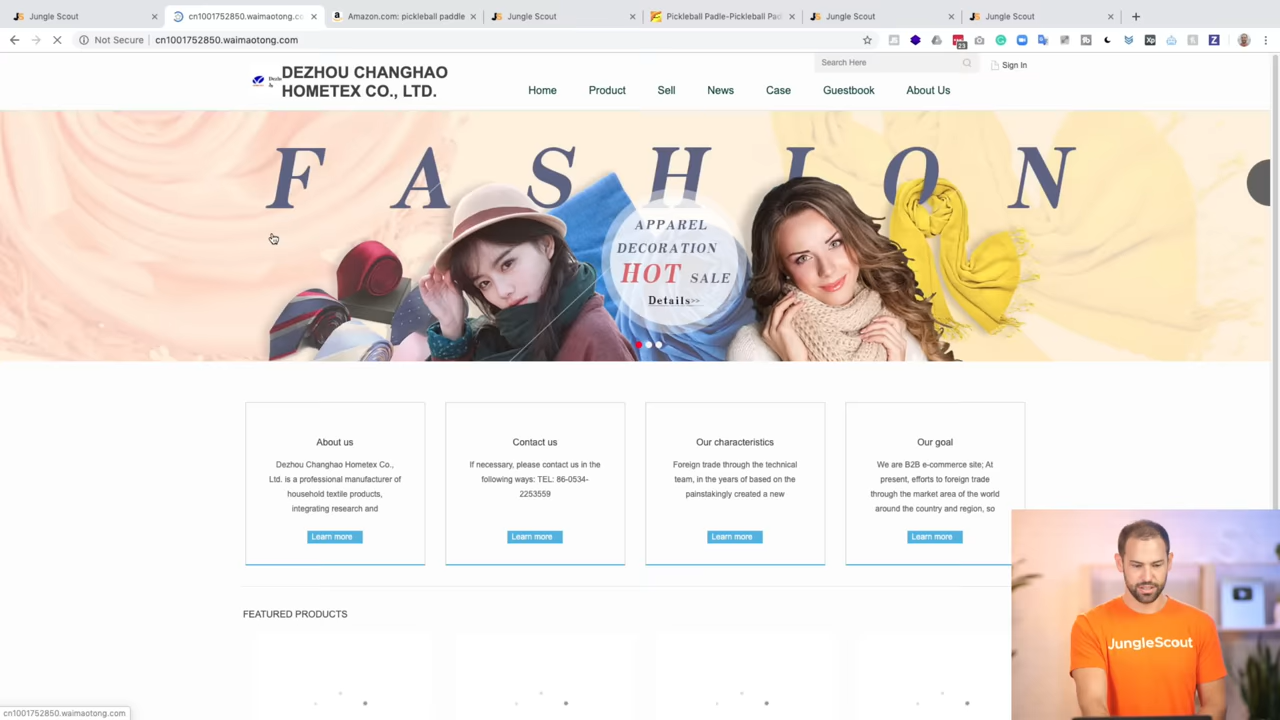 Jungle Scout
cn1001752850.waimaotong.co
Amazon.com: pickleball paddle
Jungle Scout
Pickleball Padle-Pickleball Pad
Jungle Scout
Jungle Scout
Not Secure
cn1001752850.waimaotong.com
23
DEZHOU CHANGHAO
HOMETEX CO., LTD.
Search Here
Sign In
Home
Product
Sell
News
Case
Guestbook
About Us
FASHION
APPAREL
DECORATION
HOT SALE
Details>>
About us
Dezhou Changhao Hometex Co.,
Ltd. is a professional manufacturer of
household textile products,
integrating research and
Learn more
Contact us
If necessary, please contact us in the
following ways: TEL: 86-0534-
2253559
Learn more
Our characteristics
Foreign trade through the technical
team, in the years of based on the
painstakingly created a new
Learn more
Our goal
We are B2B e-commerce site; At
present, efforts to foreign trade
through the market area of the world
around the country and region, so
Learn more
FEATURED PRODUCTS
JungleScout
cn1001752850.waimaotong.com